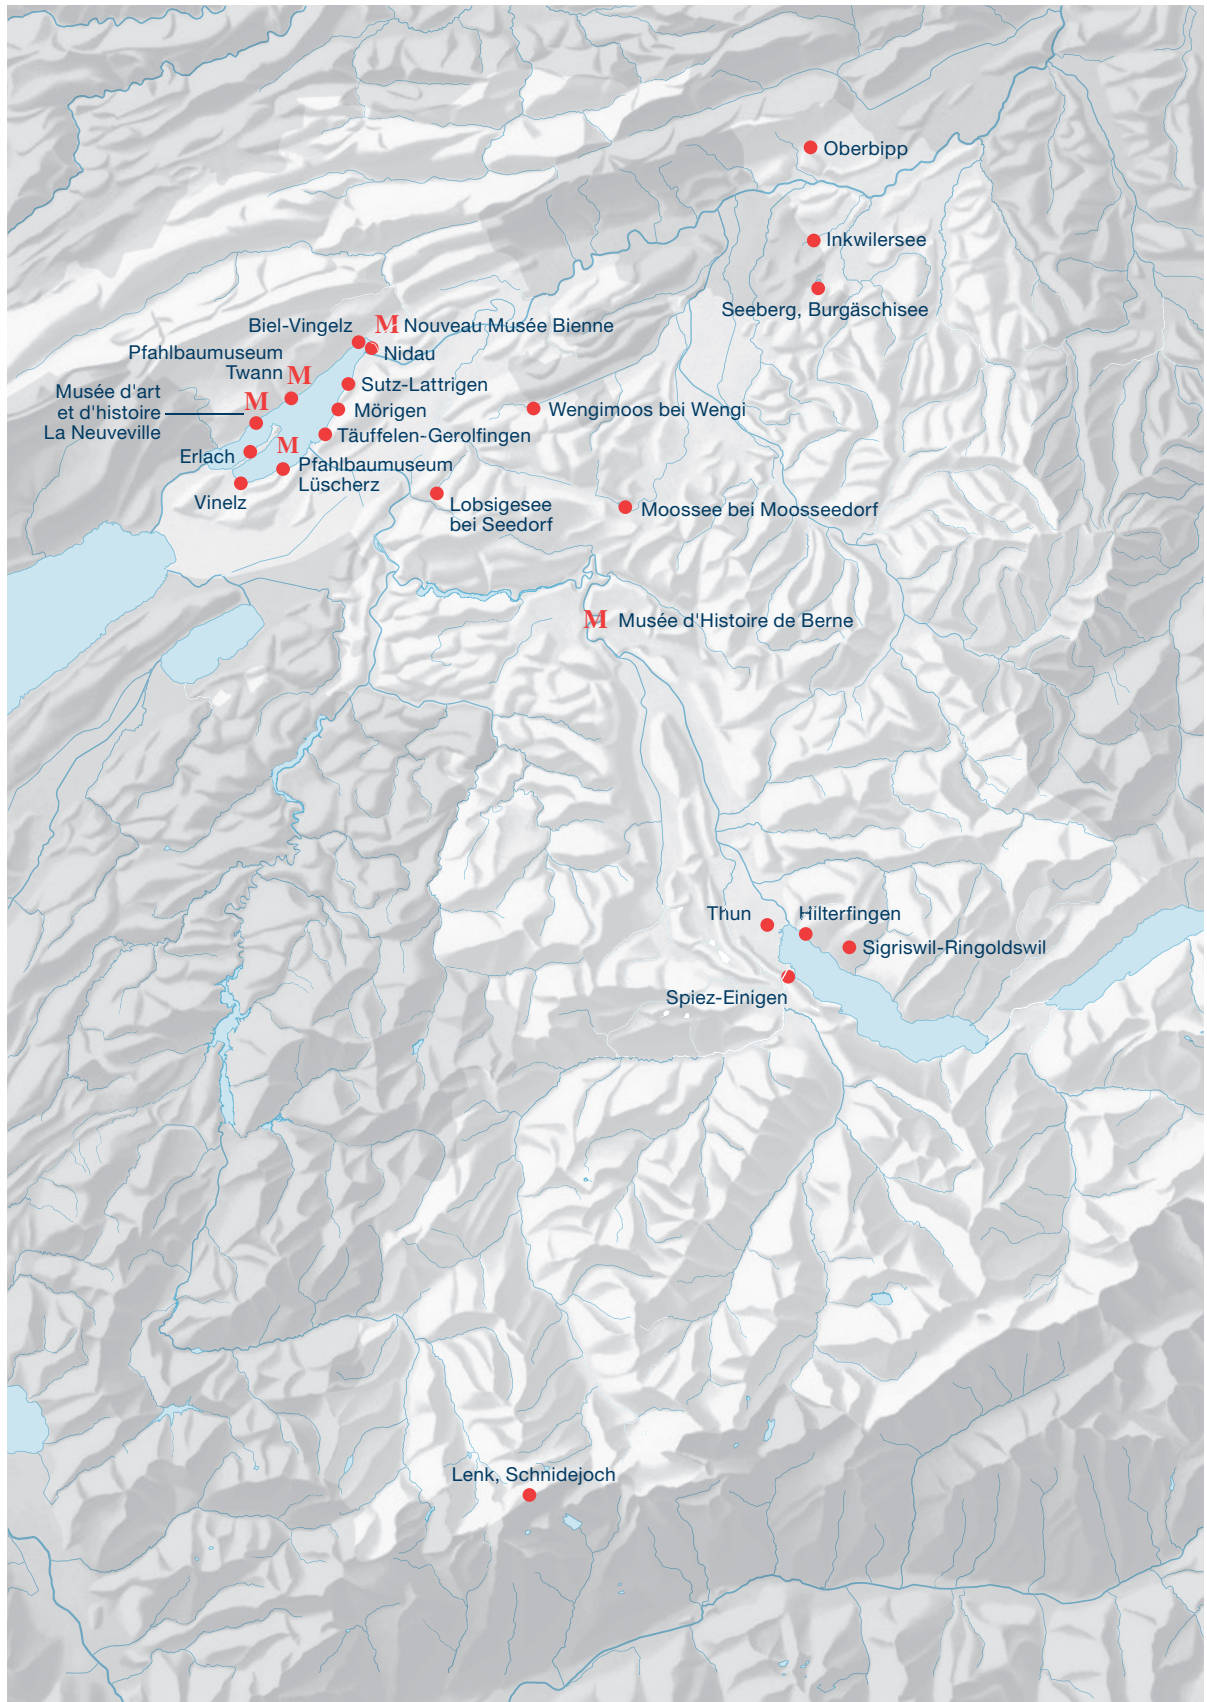 Oberbipp
Inkwilersee
Seeberg, Burgäschisee
Biel-Vingelz
M Nouveau Musée Bienne
Nidau
Pfahlbaumuseum
Twann M
Sutz-Lattrigen
Musée d'art
et d'histoire
La Neuveville
M
Mörigen
Wengimoos bei Wengi
Täuffelen-Gerolfingen
M
Erlach
Pfahlbaumuseum
Lüscherz
Vinelz
Lobsigesee
bei Seedorf
Moossee bei Moosseedorf
M Musée d'Histoire de Berne
Thun
Hilterfingen
Sigriswil-Ringoldswil
Spiez-Einigen
Lenk, Schnidejoch